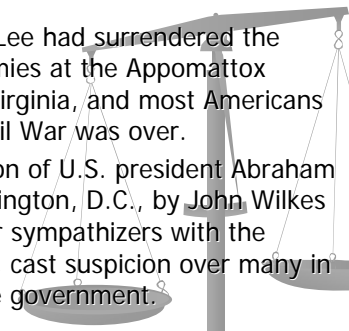 Lee had surrendered the
mies at the Appomattox
irginia, and most Americans
il War was over.
on of U.S. president Abraham
ington, D.C., by John Wilkes
r sympathizers with the
cast suspicion over many in
e government.